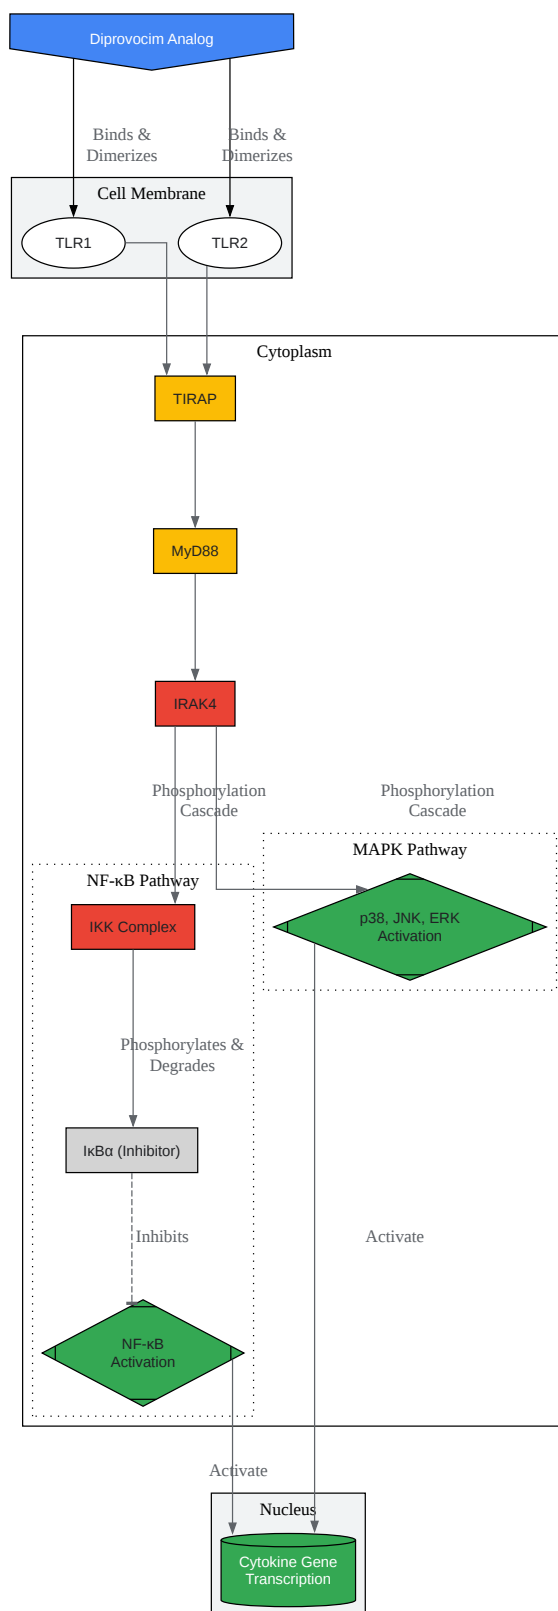 Diprovocim Analog
Binds &
Dimerizes
Binds &
Dimerizes
Cell Membrane
TLR1
TLR2
Cytoplasm
TIRAP
MyD88
IRAK4
Phosphorylation
Cascade
Phosphorylation
Cascade
MAPK Pathway
p38, JNK, ERK
Activation
NF-κB Pathway
IKK Complex
Phosphorylates &
Degrades
IκBα (Inhibitor)
Inhibits
Activate
NF-κB
Activation
Activate
Nucleus
Cytokine Gene
Transcription